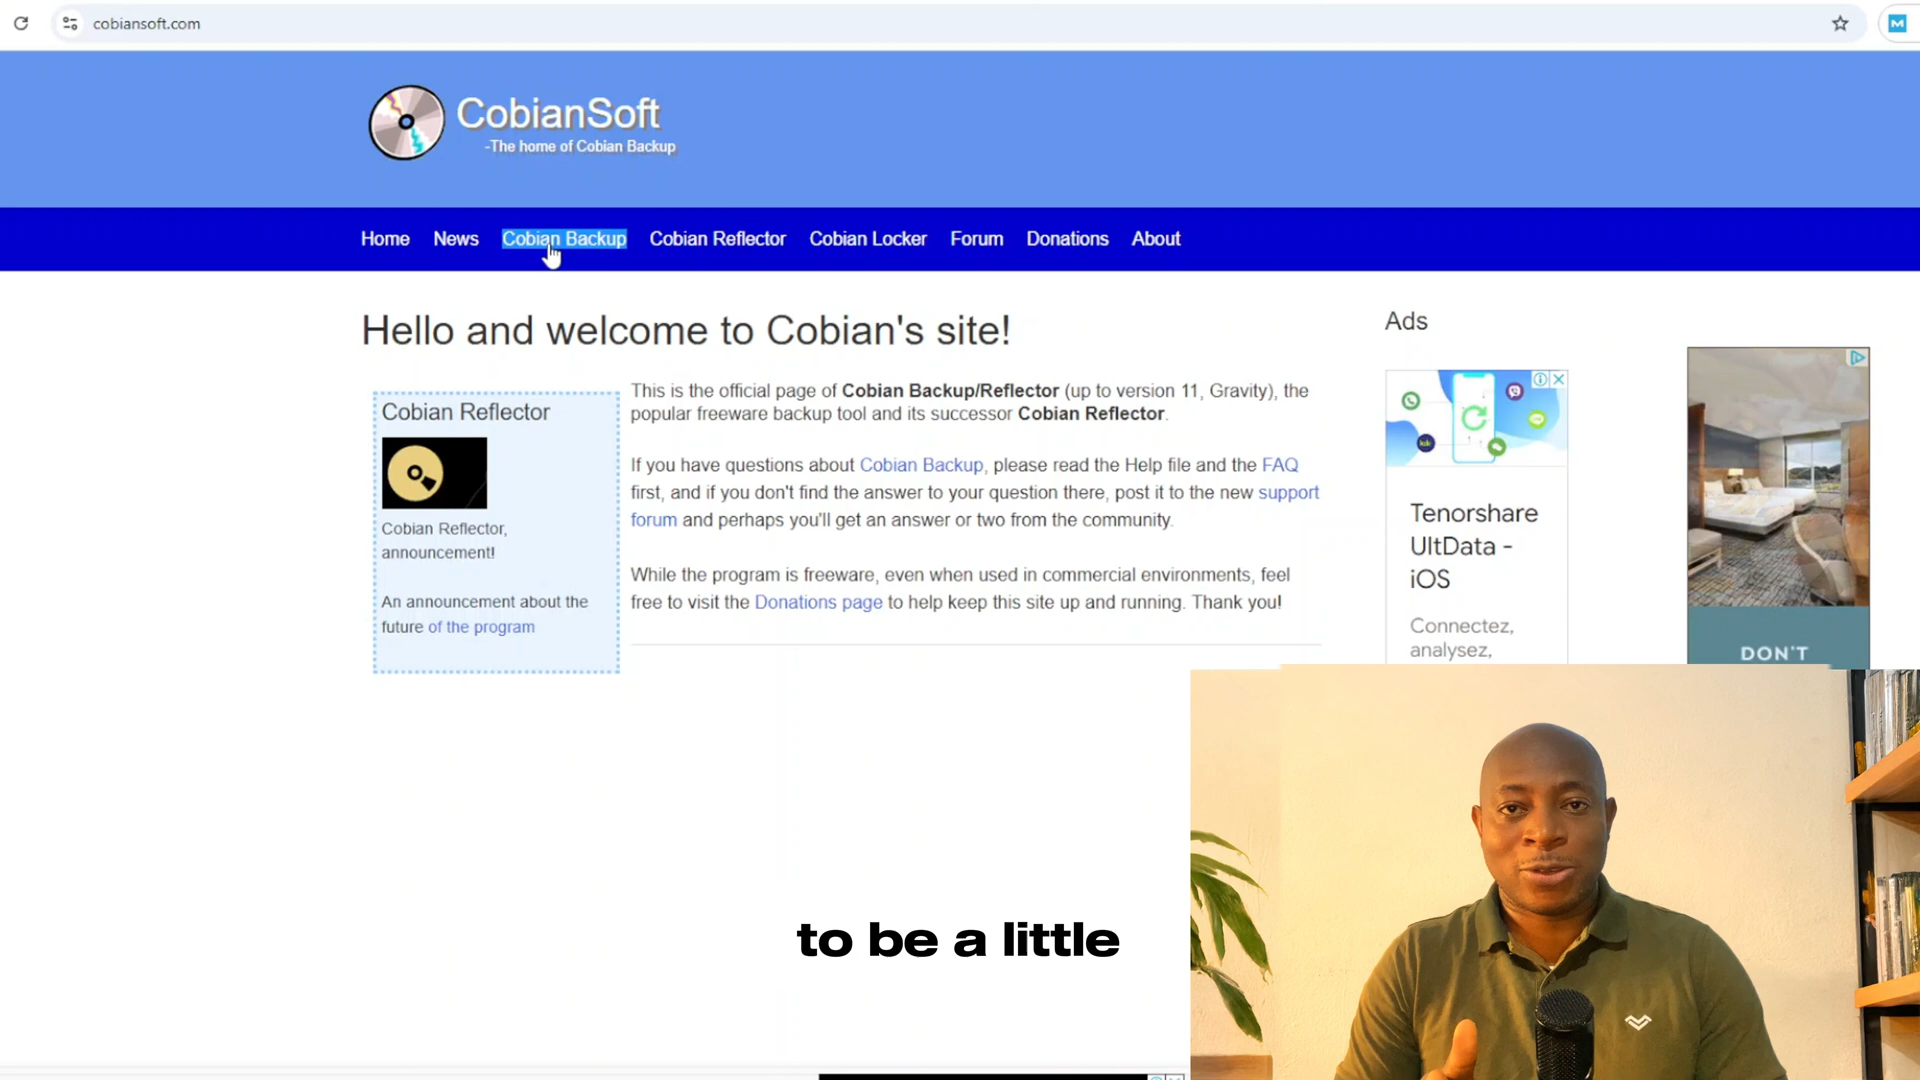 cobiansoft.com
CobianSoft
-The home of Cobian Backup
Home News Cobian Backup Cobian Reflector Cobian Locker Forum Donations About
Hello and welcome to Cobian's site!
Cobian Reflector
Cobian Reflector,
announcement!
An announcement about the
future of the program
This is the official page of Cobian Backup/Reflector (up to version 11, Gravity), the
popular freeware backup tool and its successor Cobian Reflector.
If you have questions about Cobian Backup, please read the Help file and the FAQ
first, and if you don't find the answer to your question there, post it to the new support
forum and perhaps you'll get an answer or two from the community.
While the program is freeware, even when used in commercial environments, feel
free to visit the Donations page to help keep this site up and running. Thank you!
Ads
Tenorshare
UltData -
iOS
Connectez,
analysez,
DON'T
to be a little